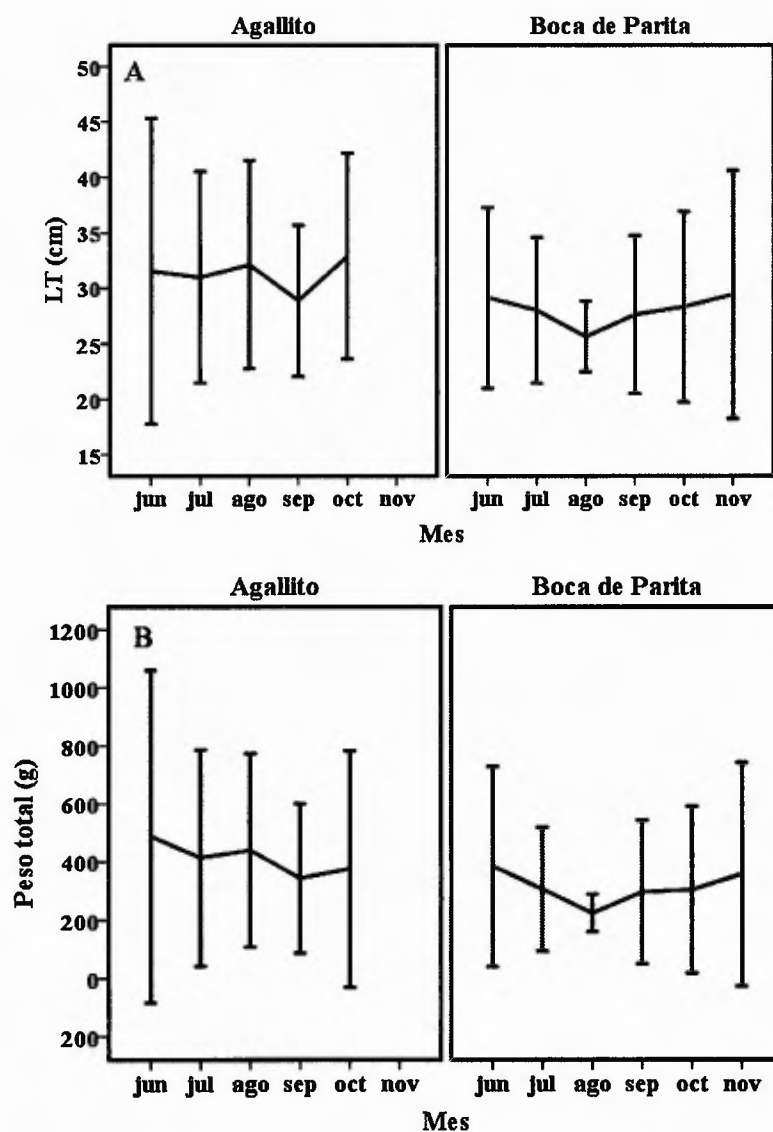 Agallito Boca de Parita
A
50
45
40
35
30
25
20
15
LT (cm)
jun jul ago sep oct nov jun jul ago sep oct nov
Mes
Agallito Boca de Parita
B
1200
1000
800
600
400
200
0
200
Peso total (g)
jun jul ago sep oct nov jun jul ago sep oct nov
Mes